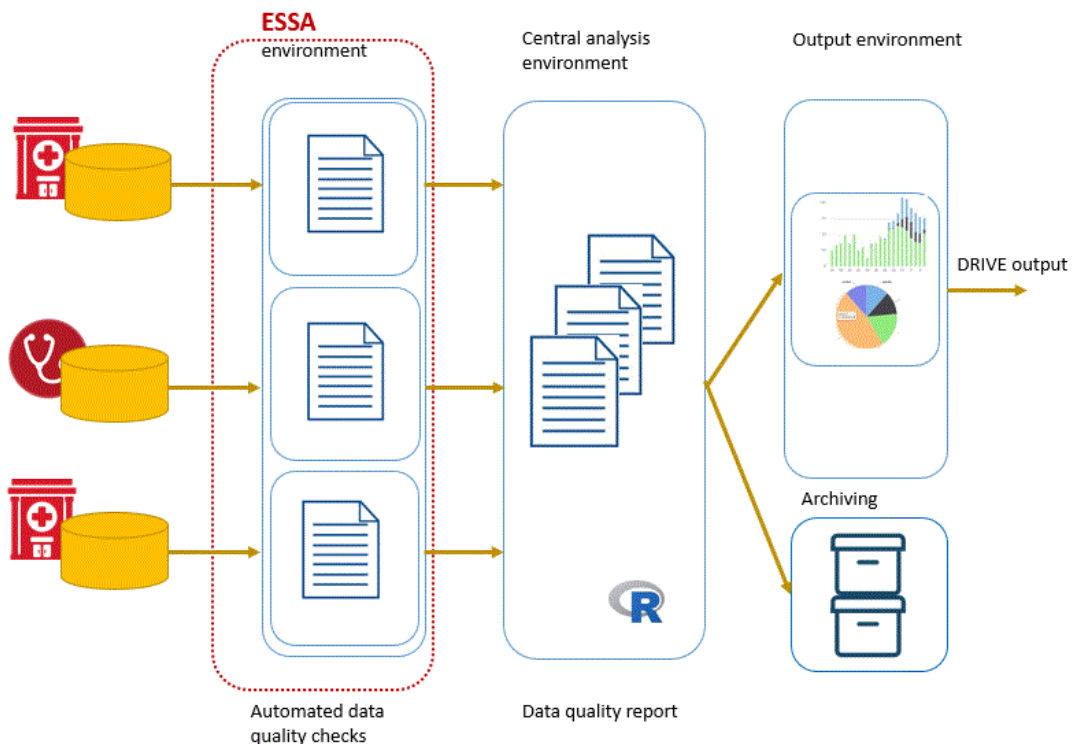 ESSA
environment
Central analysis
environment
Output environment
DRIVE output
Archiving
R
Automated data
quality checks
Data quality report